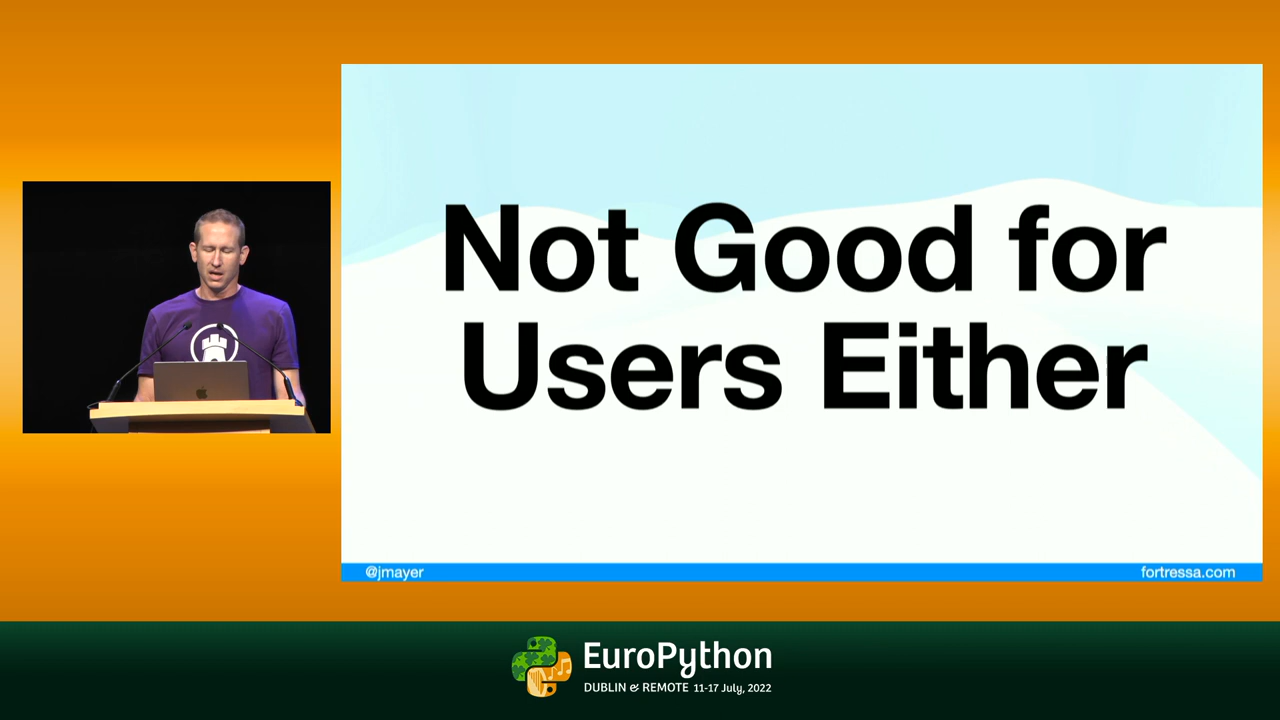 Not Good for
Users Either
@jmayer
fortressa.com
EuroPython
DUBLIN & REMOTE 11-17 July, 2022